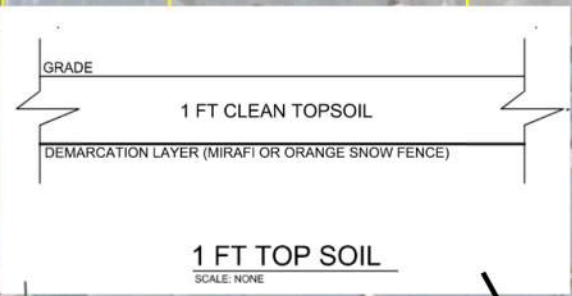 GRADE
1 FT CLEAN TOPSOIL
DEMARCATION LAYER (MIRAFI OR ORANGE SNOW FENCE)
1 FT TOP SOIL
SCALE: NONE